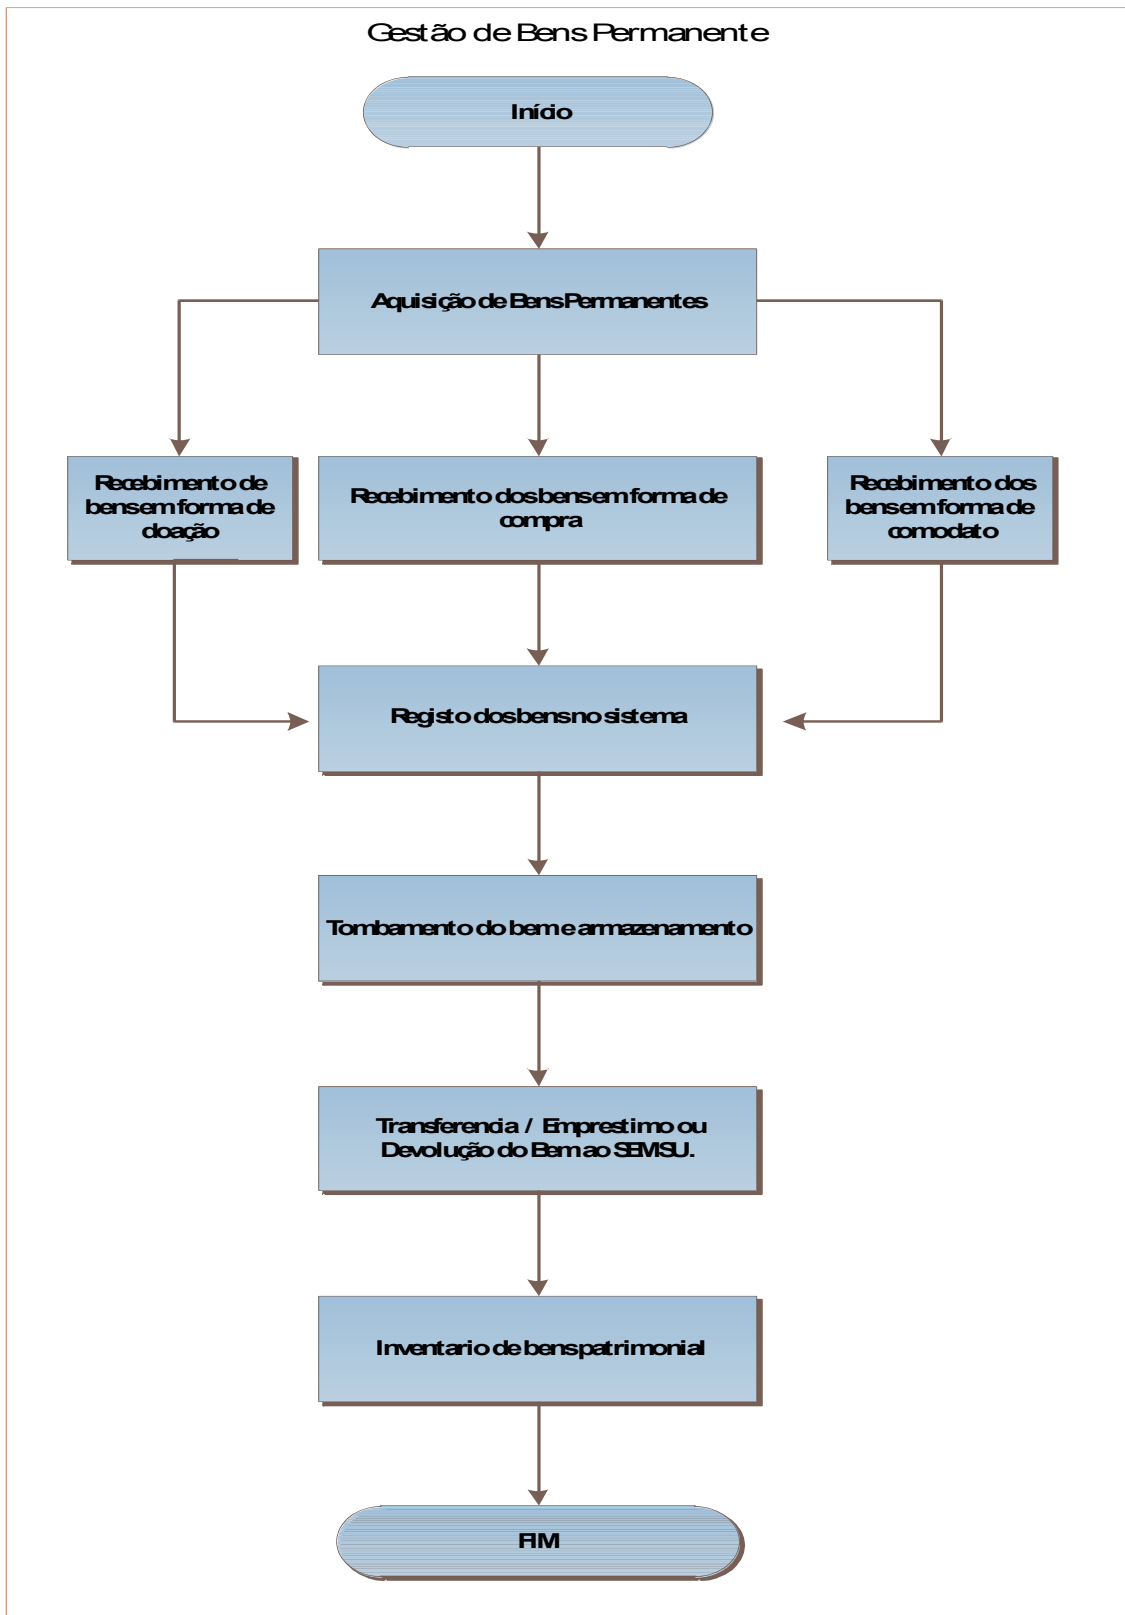 Gestão de Bens Permanente
Início
Aquisição de Bens Permanentes
Recebimento de
bens em forma de
doação
Recebimento dos bens em forma de
compra
Recebimento dos
bens em forma de
comodato
Registo dos bens no sistema
Tombamento do bem e armazenamento
Transferencia / Emprestimo ou
Devolução do Bem ao SEMSU.
Inventario de bens patrimonial
FIM